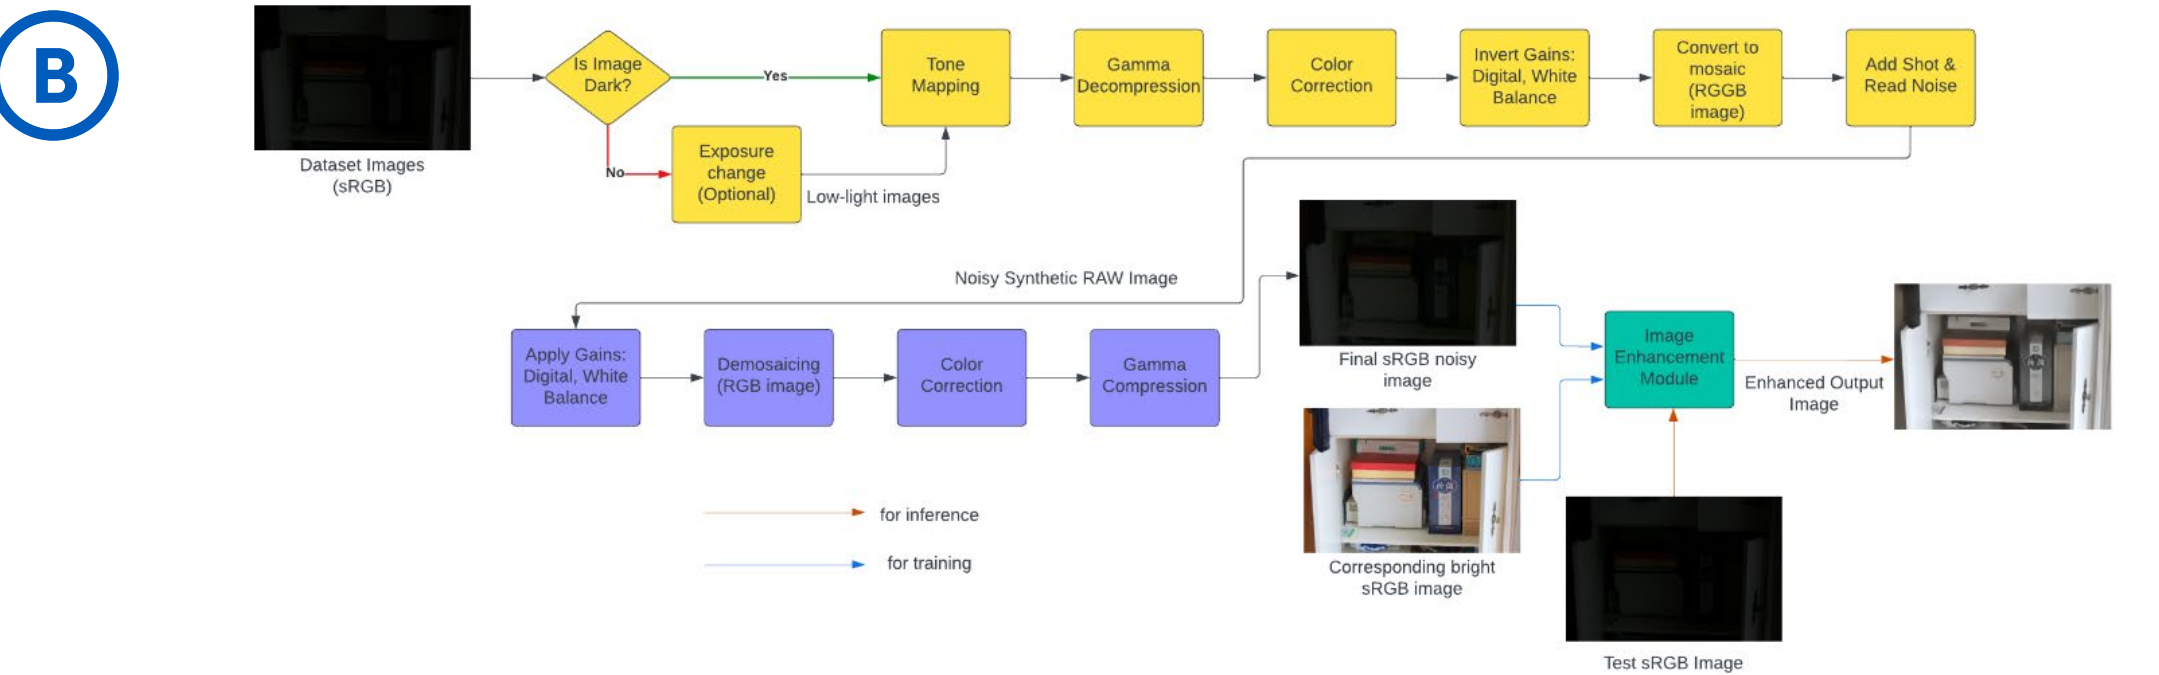 B
Dataset Images
(sRGB)
Is Image
Dark?
Yes
No
Exposure
change
(Optional)
Low-light images
Tone
Mapping
Gamma
Decompression
Color
Correction
Invert Gains:
Digital, White
Balance
Convert to
mosaic
(RGGB
image)
Add Shot &
Read Noise
Noisy Synthetic RAW Image
Apply Gains:
Digital, White
Balance
Demosaicing
(RGB image)
Color
Correction
Gamma
Compression
Final sRGB noisy
image
Corresponding bright
sRGB image
Image
Enhancement
Module
Enhanced Output
Image
Test sRGB Image
for inference
for training